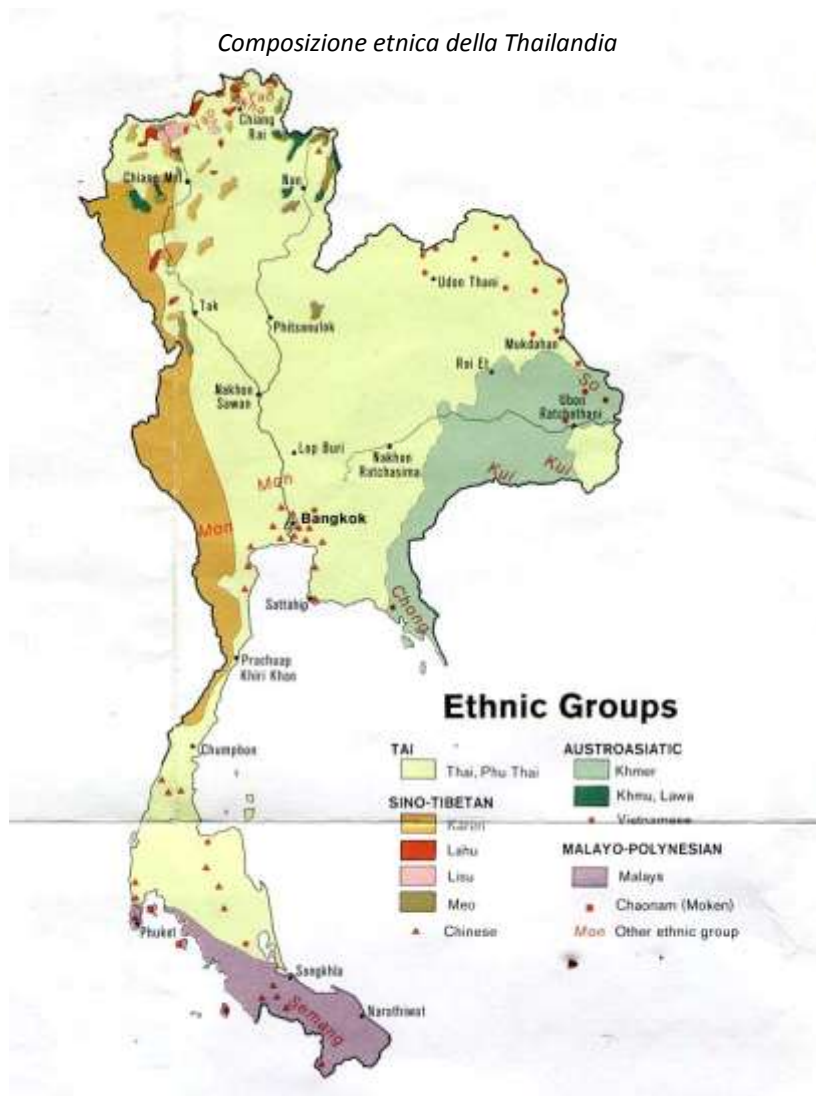 Composizione etnica della Thailandia
Yao
Akha
Chiang
Rai
Yao
Chiang Mai
Nan
Udon Thani
Tak
Phitsanulok
Mukdahan
Roi Et
So
Nakhon
Sawan
Ubon
Ratchathani
Lop Buri
Nakhon
Ratchasima
Kui
Kui
Mon
Bangkok
Mon
Sattahip
Chong
Prachuap
Khiri Khan
Ethnic Groups
Chumphon
TAI
Thai, Phu Thai
SINO-TIBETAN
Karen
Lahu
Lisu
Meo
Chinese
AUSTROASIATIC
Khmer
Khmu, Lawa
Vietnamese
MALAYO-POLYNESIAN
Malays
Chaonam (Moken)
Mon Other ethnic group
Phuket
Songkhla
Semang
Narathiwat